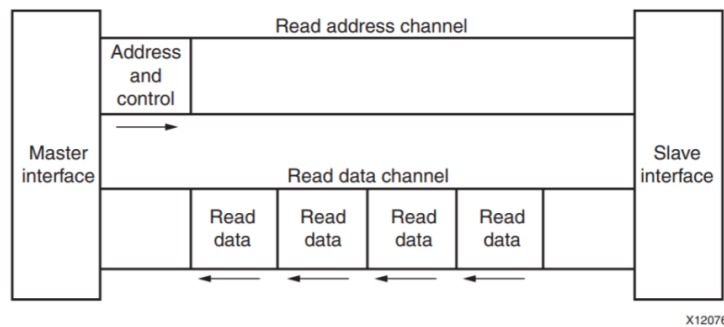 Read address channel
Address
and
control
Master
interface
Slave
interface
Read data channel
Read
data
Read
data
Read
data
Read
data
X12076